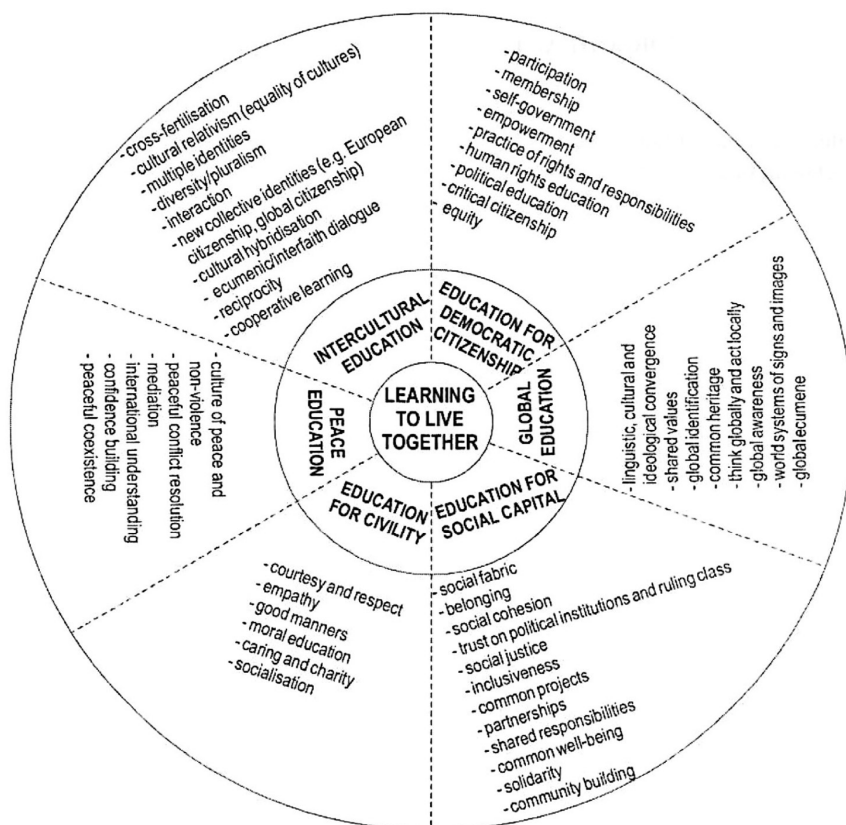 LEARNING
TO LIVE
TOGETHER
INTERCULTURAL
EDUCATION
- cross-fertilisation
- cultural relativism (equality of cultures)
- multiple identities
- diversity/pluralism
- interaction
- new collective identities (e.g. European
citizenship, global citizenship)
- cultural hybridisation
- ecumenic/interfaith dialogue
- reciprocity
- cooperative learning
EDUCATION FOR
DEMOCRATIC
CITIZENSHIP
- participation
- membership
- self-government
- empowerment
- practice of rights and responsibilities
- human rights education
- political education
- critical citizenship
- equity
GLOBAL
EDUCATION
- linguistic, cultural and
ideological convergence
- shared values
- global identification
- common heritage
- think globally and act locally
- global awareness
- world systems of signs and images
- global ecumene
EDUCATION FOR
SOCIAL CAPITAL
- social fabric
- belonging
- social cohesion
- trust on political institutions and ruling class
- social justice
- inclusiveness
- common projects
- partnerships
- shared responsibilities
- common well-being
- solidarity
- community building
EDUCATION
FOR CIVILITY
- courtesy and respect
- empathy
- good manners
- moral education
- caring and charity
- socialisation
PEACE
EDUCATION
- culture of peace and
non-violence
- peaceful conflict resolution
- mediation
- international understanding
- confidence building
- peaceful coexistence